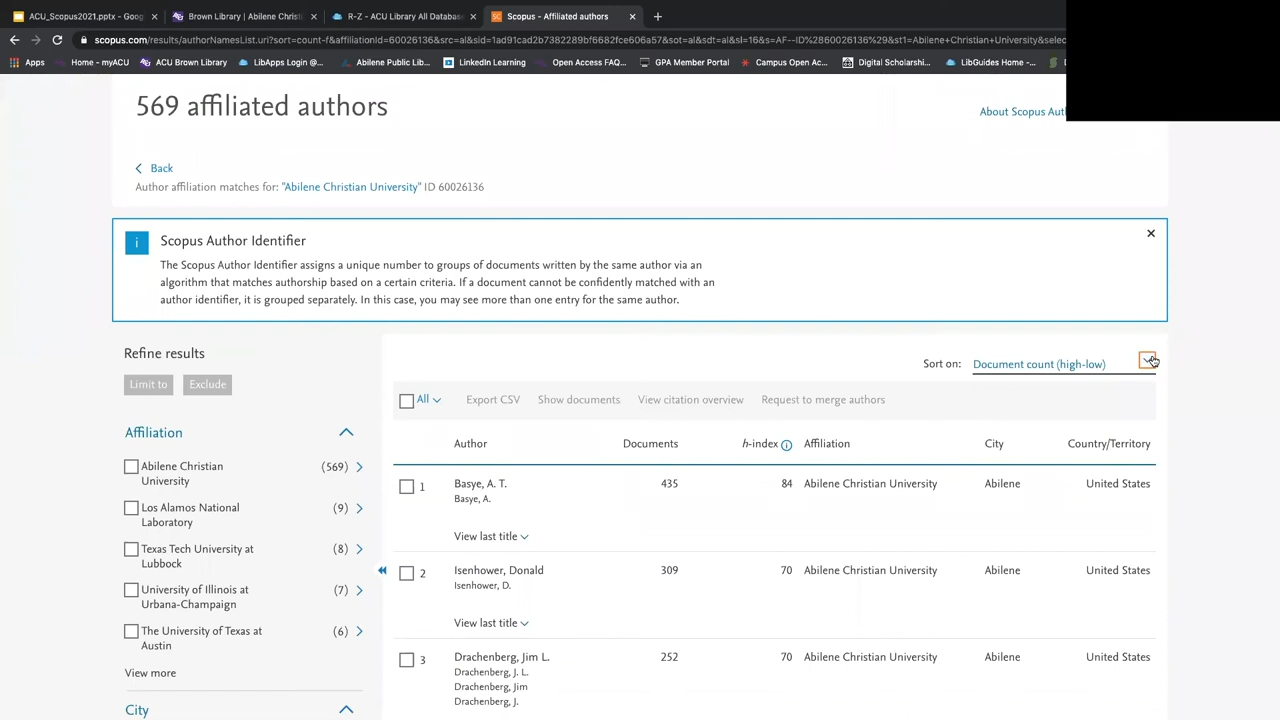 ACU_Scopus2021.pptx - Goog
Brown Library | Abilene Christi
R-Z - ACU Library All Database
Scopus - Affiliated authors
scopus.com/results/authorNamesList.uri?sort=count-f&affiliationId=60026136&src=al&sid=1ad91cad2b7382289bf6682fce606a57&sot=al&sdt=al&sl=16&s=AF--ID%2860026136%29&st1=Abilene+Christian+University&selec
Apps
Home - myACU
ACU Brown Library
LibApps Login @...
Abilene Public Lib...
LinkedIn Learning
Open Access FAQ...
GPA Member Portal
Campus Open Ac...
Digital Scholarshi...
LibGuides Home -...
569 affiliated authors
About Scopus Aut
Back
Author affiliation matches for: "Abilene Christian University" ID 60026136
i Scopus Author Identifier
The Scopus Author Identifier assigns a unique number to groups of documents written by the same author via an
algorithm that matches authorship based on a certain criteria. If a document cannot be confidently matched with an
author identifier, it is grouped separately. In this case, you may see more than one entry for the same author.
Refine results
Limit to Exclude
Affiliation
Abilene Christian (569)
University
Los Alamos National (9)
Laboratory
Texas Tech University at (8)
Lubbock
University of Illinois at (7)
Urbana-Champaign
The University of Texas at (6)
Austin
View more
City
Sort on: Document count (high-low)
All Export CSV Show documents View citation overview Request to merge authors
Author Documents h-index i Affiliation City Country/Territory
1 Basye, A. T. 435 84 Abilene Christian University Abilene United States
Basye, A.
View last title
2 Isenhower, Donald 309 70 Abilene Christian University Abilene United States
Isenhower, D.
View last title
3 Drachenberg, Jim L. 252 70 Abilene Christian University Abilene United States
Drachenberg, J. L.
Drachenberg, Jim
Drachenberg, J.